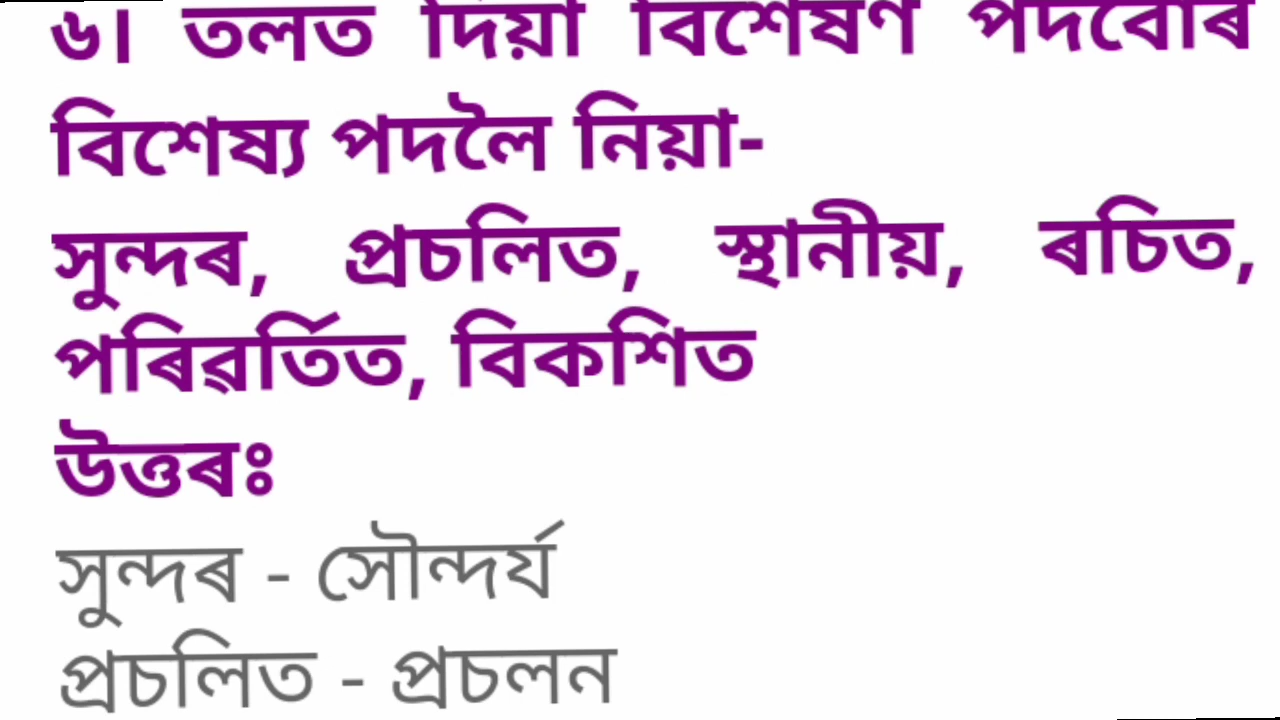 ৬। তলত দিয়া বিশেষণ পদবোৰ
বিশেষ্য পদলৈ নিয়া-
সুন্দৰ, প্ৰচলিত, স্থানীয়, ৰচিত,
পৰিৱৰ্তিত, বিকশিত
উত্তৰঃ
সুন্দৰ - সৌন্দৰ্য
প্ৰচলিত - প্ৰচলন